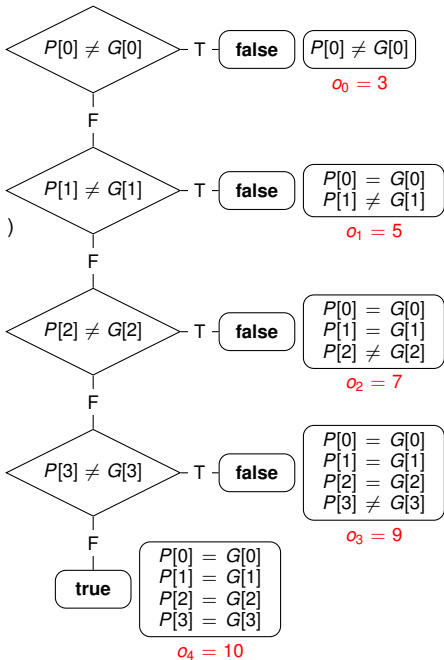 P[0] ≠ G[0] T false P[0] ≠ G[0]
o₀ = 3
F
P[1] ≠ G[1] T false P[0] = G[0]
P[1] ≠ G[1]
)
o₁ = 5
F
P[2] ≠ G[2] T false P[0] = G[0]
P[1] = G[1]
P[2] ≠ G[2]
o₂ = 7
F
P[3] ≠ G[3] T false P[0] = G[0]
P[1] = G[1]
P[2] = G[2]
P[3] ≠ G[3]
o₃ = 9
F
true P[0] = G[0]
P[1] = G[1]
P[2] = G[2]
P[3] = G[3]
o₄ = 10